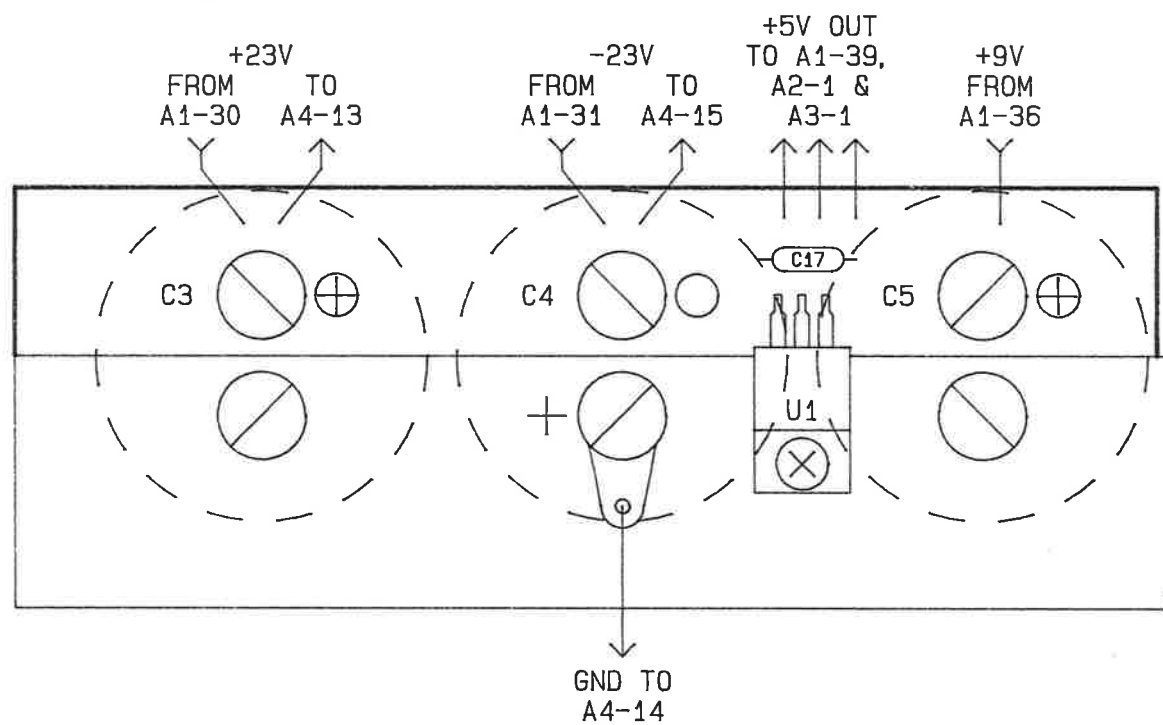 +23V
FROM TO
A1-30 A4-13
-23V
FROM TO
A1-31 A4-15
+5V OUT
TO A1-39,
A2-1 &
A3-1
+9V
FROM
A1-36
C3
C4
C17
C5
U1
GND TO
A4-14